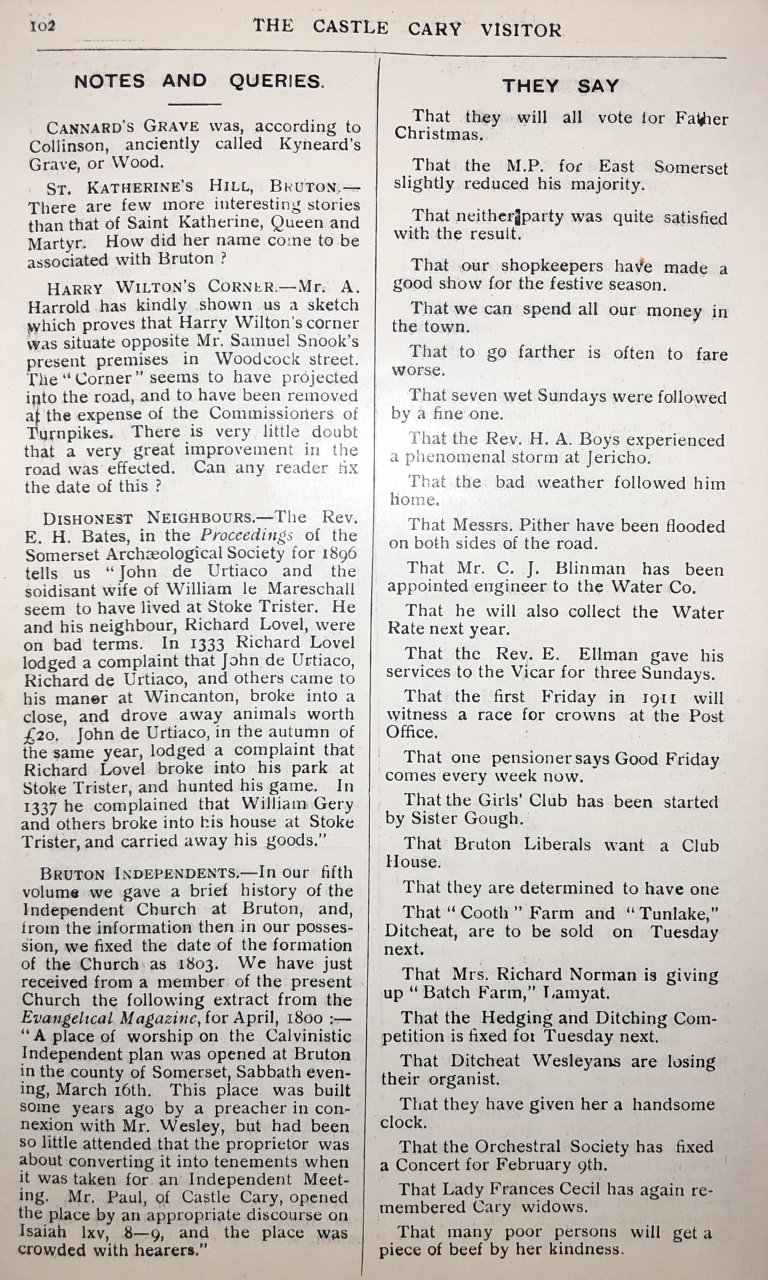 102
THE CASTLE CARY VISITOR
NOTES AND QUERIES.
CANNARD'S GRAVE was, according to
Collinson, anciently called Kyneard's
Grave, or Wood.
ST. KATHERINE'S HILL, BRUTON.—
There are few more interesting stories
than that of Saint Katherine, Queen and
Martyr. How did her name come to be
associated with Bruton ?
HARRY WILTON'S CORNER.—Mr. A.
Harrold has kindly shown us a sketch
which proves that Harry Wilton's corner
was situate opposite Mr. Samuel Snook's
present premises in Woodcock street.
The "Corner" seems to have projected
into the road, and to have been removed
at the expense of the Commissioners of
Turnpikes. There is very little doubt
that a very great improvement in the
road was effected. Can any reader fix
the date of this ?
DISHONEST NEIGHBOURS.—The Rev.
E. H. Bates, in the Proceedings of the
Somerset Archæological Society for 1896
tells us "John de Urtiaco and the
soidisant wife of William le Mareschall
seem to have lived at Stoke Trister. He
and his neighbour, Richard Lovel, were
on bad terms. In 1333 Richard Lovel
lodged a complaint that John de Urtiaco,
Richard de Urtiaco, and others came to
his manor at Wincanton, broke into a
close, and drove away animals worth
£20. John de Urtiaco, in the autumn of
the same year, lodged a complaint that
Richard Lovel broke into his park at
Stoke Trister, and hunted his game. In
1337 he complained that William Gery
and others broke into his house at Stoke
Trister, and carried away his goods."
BRUTON INDEPENDENTS.—In our fifth
volume we gave a brief history of the
Independent Church at Bruton, and,
from the information then in our posses-
sion, we fixed the date of the formation
of the Church as 1803. We have just
received from a member of the present
Church the following extract from the
Evangelical Magazine, for April, 1800 :—
"A place of worship on the Calvinistic
Independent plan was opened at Bruton
in the county of Somerset, Sabbath even-
ing, March 16th. This place was built
some years ago by a preacher in con-
nexion with Mr. Wesley, but had been
so little attended that the proprietor was
about converting it into tenements when
it was taken for an Independent Meet-
ing. Mr. Paul, of Castle Cary, opened
the place by an appropriate discourse on
Isaiah lxv, 8—9, and the place was
crowded with hearers."
THEY SAY
That they will all vote for Father
Christmas.
That the M.P. for East Somerset
slightly reduced his majority.
That neither party was quite satisfied
with the result.
That our shopkeepers have made a
good show for the festive season.
That we can spend all our money in
the town.
That to go farther is often to fare
worse.
That seven wet Sundays were followed
by a fine one.
That the Rev. H. A. Boys experienced
a phenomenal storm at Jericho.
That the bad weather followed him
home.
That Messrs. Pither have been flooded
on both sides of the road.
That Mr. C. J. Blinman has been
appointed engineer to the Water Co.
That he will also collect the Water
Rate next year.
That the Rev. E. Ellman gave his
services to the Vicar for three Sundays.
That the first Friday in 1911 will
witness a race for crowns at the Post
Office.
That one pensioner says Good Friday
comes every week now.
That the Girls' Club has been started
by Sister Gough.
That Bruton Liberals want a Club
House.
That they are determined to have one
That "Cooth" Farm and "Tunlake,"
Ditcheat, are to be sold on Tuesday
next.
That Mrs. Richard Norman is giving
up "Batch Farm," Lamyat.
That the Hedging and Ditching Com-
petition is fixed for Tuesday next.
That Ditcheat Wesleyans are losing
their organist.
That they have given her a handsome
clock.
That the Orchestral Society has fixed
a Concert for February 9th.
That Lady Frances Cecil has again re-
membered Cary widows.
That many poor persons will get a
piece of beef by her kindness.